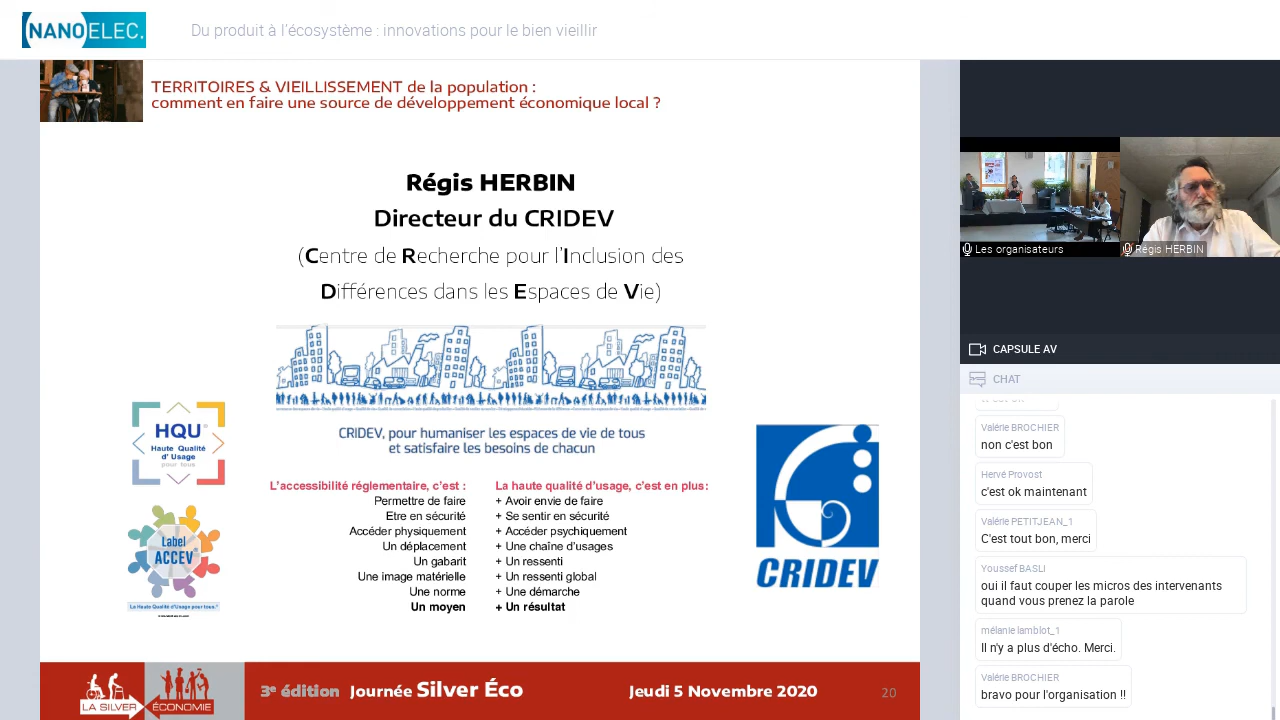 NANOELEC.
Du produit à l'écosystème : innovations pour le bien vieillir
TERRITOIRES & VIEILLISSEMENT de la population :
comment en faire une source de développement économique local ?
Régis HERBIN
Directeur du CRIDEV
(Centre de Recherche pour l'Inclusion des
Différences dans les Espaces de Vie)
CRIDEV, pour humaniser les espaces de vie de tous
et satisfaire les besoins de chacun
HQU
Haute Qualité
d'Usage
pour tous
Label
ACCEV
La Haute Qualité d'Usage pour tous.
L'accessibilité réglementaire, c'est :
Permettre de faire
Etre en sécurité
Accéder physiquement
Un déplacement
Un gabarit
Une image matérielle
Une norme
Un moyen
La haute qualité d'usage, c'est en plus :
+ Avoir envie de faire
+ Se sentir en sécurité
+ Accéder psychiquement
+ Une chaîne d'usages
+ Un ressenti
+ Un ressenti global
+ Une démarche
+ Un résultat
CRIDEV
LA SILVER
ÉCONOMIE
3e édition Journée Silver Éco
Jeudi 5 Novembre 2020
20
Les organisateurs
Régis HERBIN
CAPSULE AV
CHAT
Valérie BROCHIER
non c'est bon
Hervé Provost
c'est ok maintenant
Valérie PETITJEAN_1
C'est tout bon, merci
Youssef BASLI
oui il faut couper les micros des intervenants
quand vous prenez la parole
mélanie lamblot_1
Il n'y a plus d'écho. Merci.
Valérie BROCHIER
bravo pour l'organisation !!